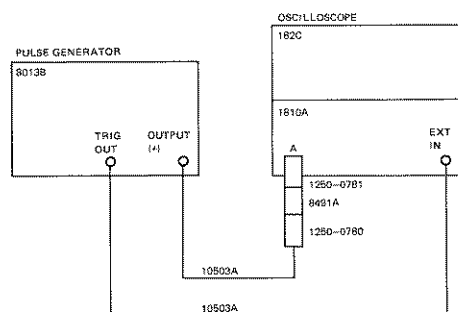 OSCILLOSCOPE
182C
PULSE GENERATOR
8013B
1810A
TRIG
OUT
OUTPUT
(+)
EXT
IN
A
1250-0781
8491A
1250-0780
10503A
10503A